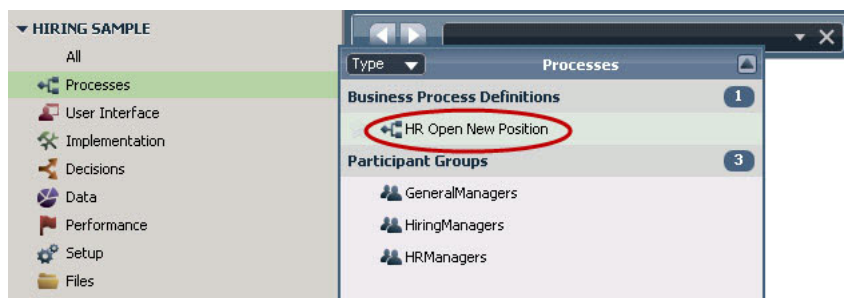 HIRING SAMPLE
All
Processes
User Interface
Implementation
Decisions
Data
Performance
Setup
Files
Type
Processes
Business Process Definitions 1
HR Open New Position
Participant Groups 3
GeneralManagers
HiringManagers
HRManagers